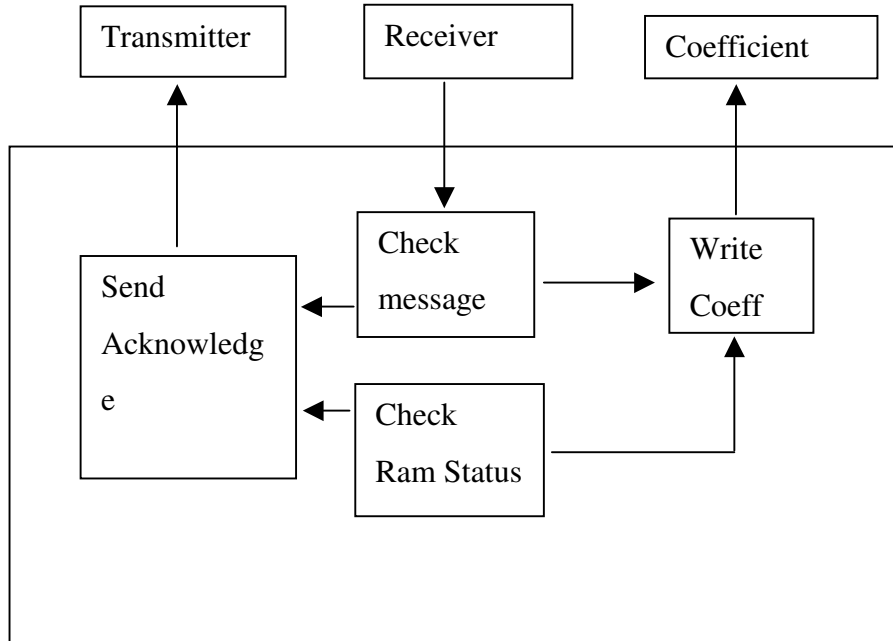 Transmitter
Receiver
Coefficient
Check
message
Write
Coeff
Send
Acknowledg
e
Check
Ram Status